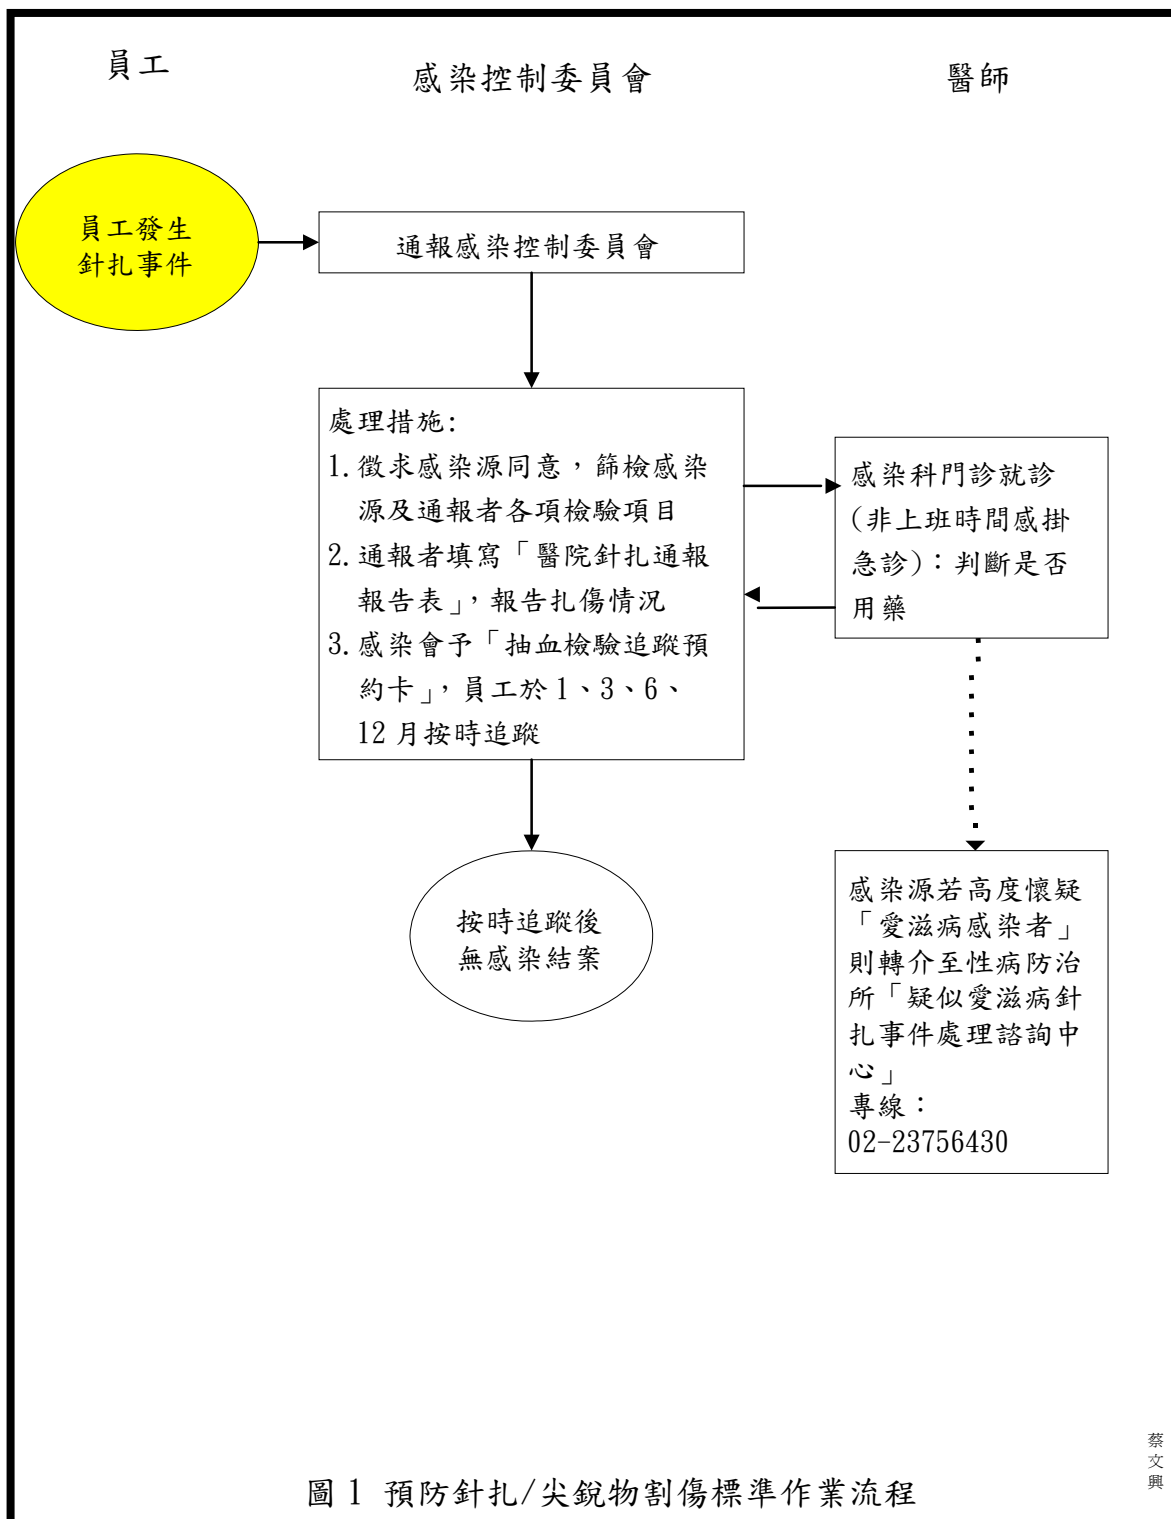 員工
感染控制委員會
醫師
員工發生
針扎事件
通報感染控制委員會
處理措施:
1.徵求感染源同意，篩檢感染
源及通報者各項檢驗項目
2.通報者填寫「醫院針扎通報
報告表」，報告扎傷情況
3.感染會予「抽血檢驗追蹤預
約卡」，員工於1、3、6、
12月按時追蹤
感染科門診就診
(非上班時間感掛
急診)：判斷是否
用藥
按時追蹤後
無感染結案
感染源若高度懷疑
「愛滋病感染者」
則轉介至性病防治
所「疑似愛滋病針
扎事件處理諮詢中
心」
專線：
02-23756430
圖1 預防針扎/尖銳物割傷標準作業流程
蔡文興